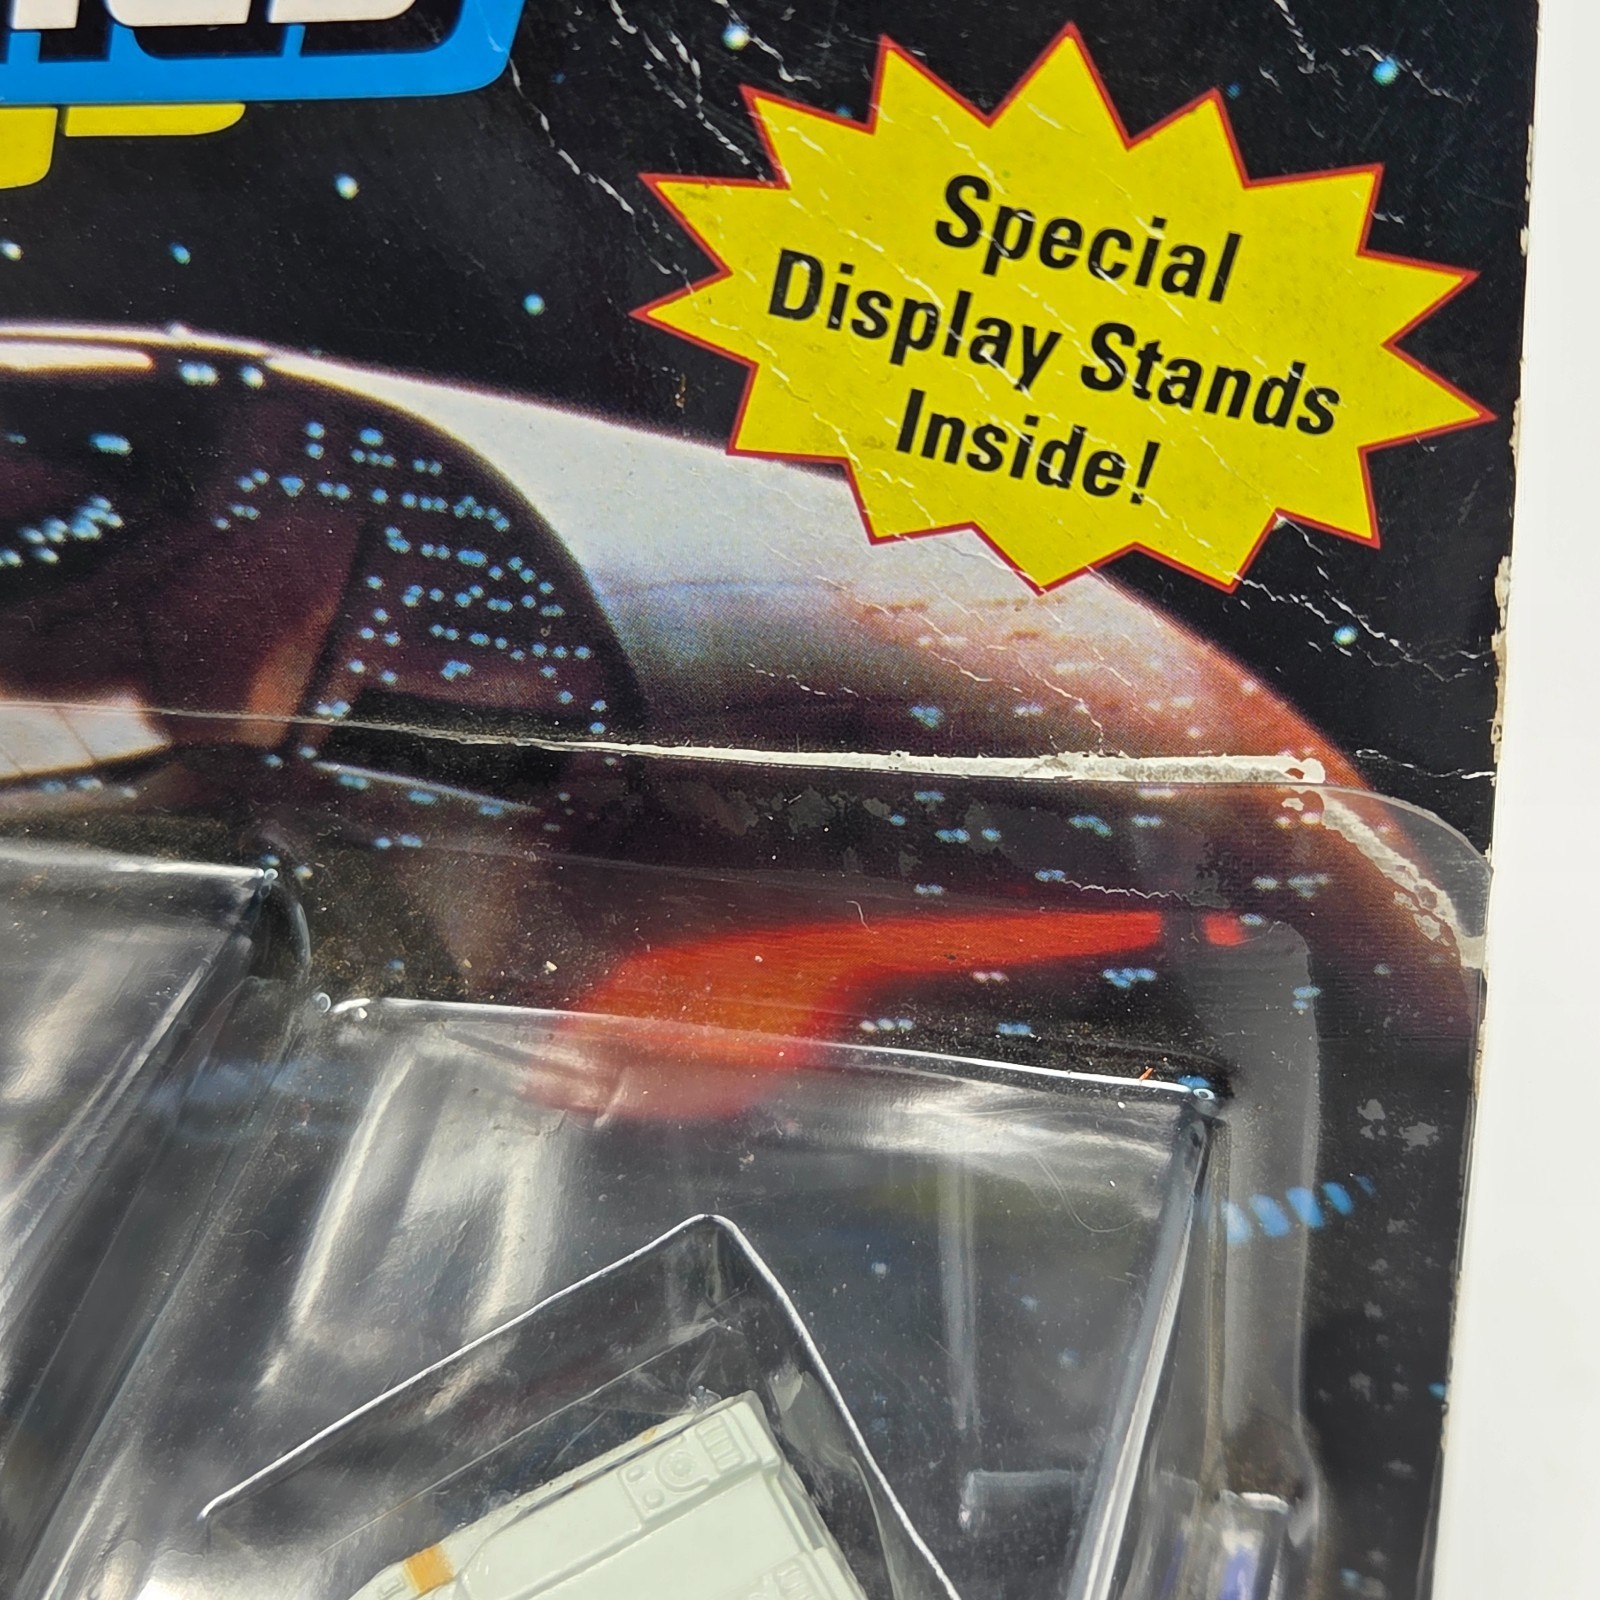 Special
Display Stands
Inside!